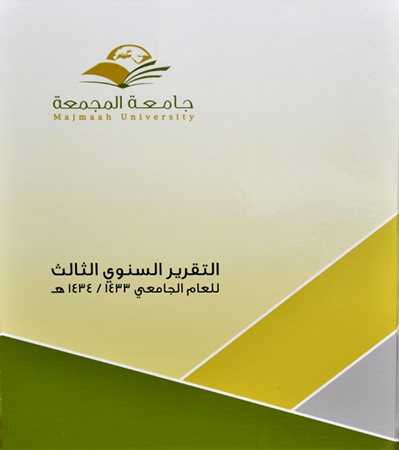 جامعة المجمعة
Majmaah University
التقرير السنوي الثالث
للعام الجامعي ١٤٣٣ / ١٤٣٤ هـ